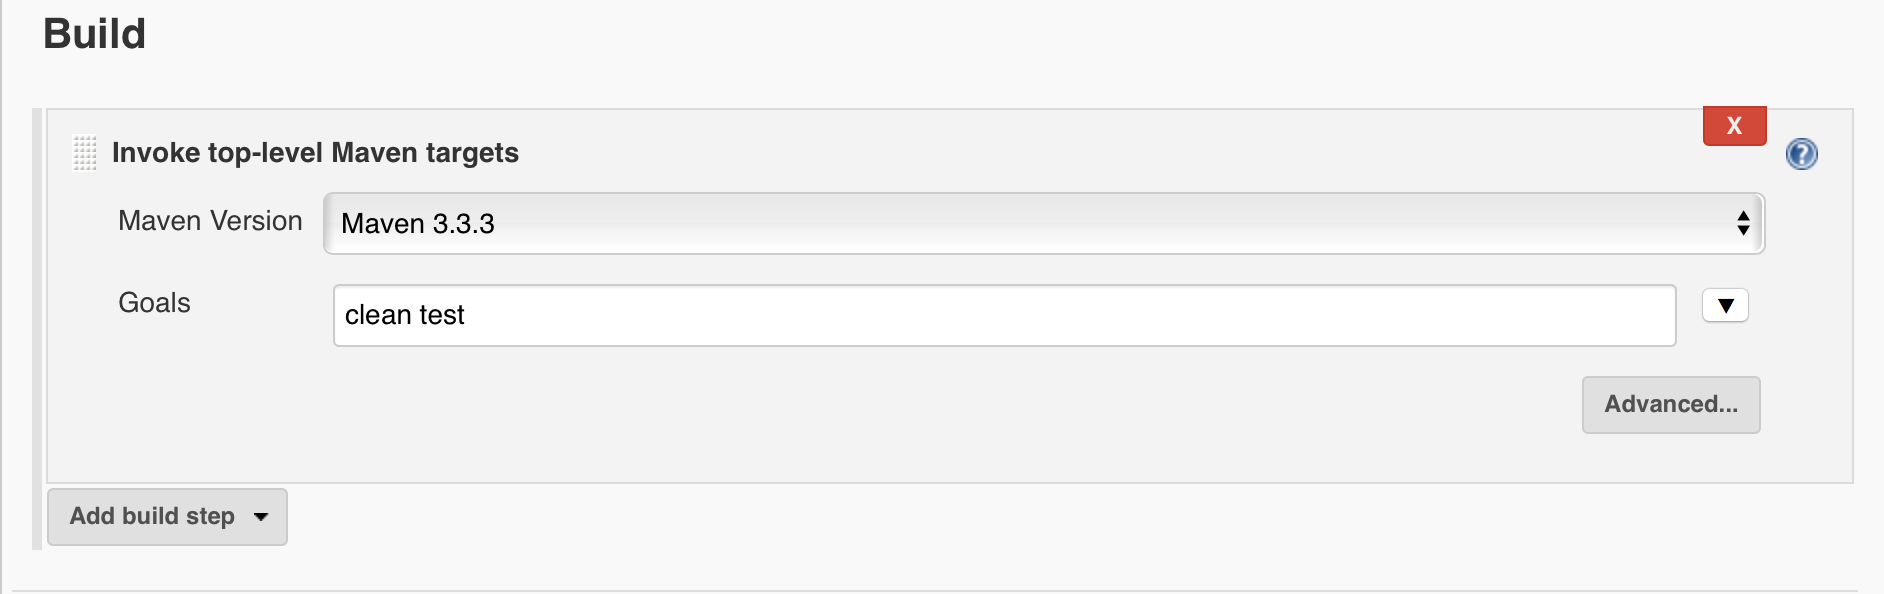 Build
Invoke top-level Maven targets
X
?
Maven Version
Maven 3.3.3
Goals
clean test
Advanced...
Add build step